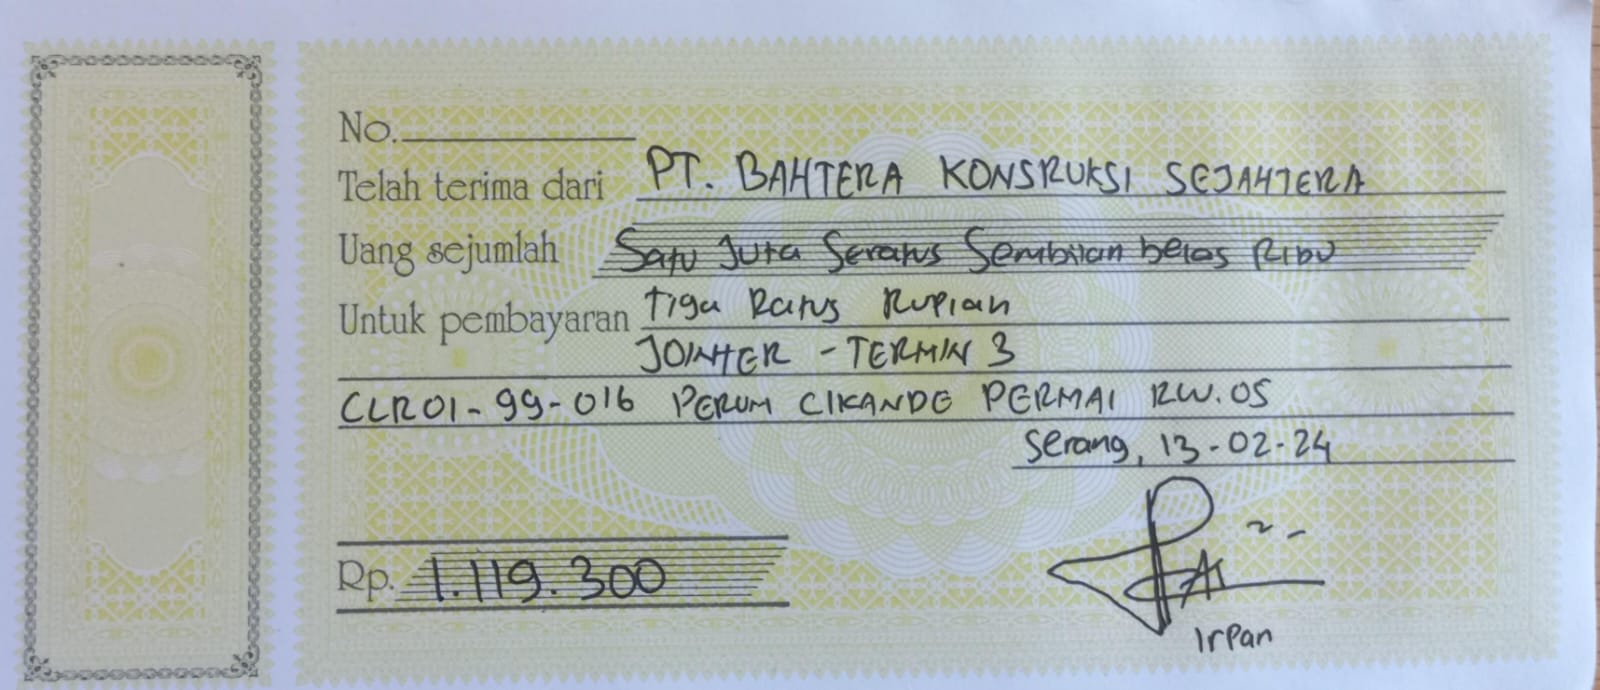 No.
Telah terima dari PT. BAHTERA KONSRUKSI SEJAHTERA
Uang sejumlah Satu Juta Seratus Sembilan belas Ribu
Untuk pembayaran Tiga Ratus Rupiah
JOINTER - TERMIN 3
CLR01-99-016 PERUM CIKANDE PERMAI RW.05
Serang, 13-02-24
Rp. 1.119.300
Irpan